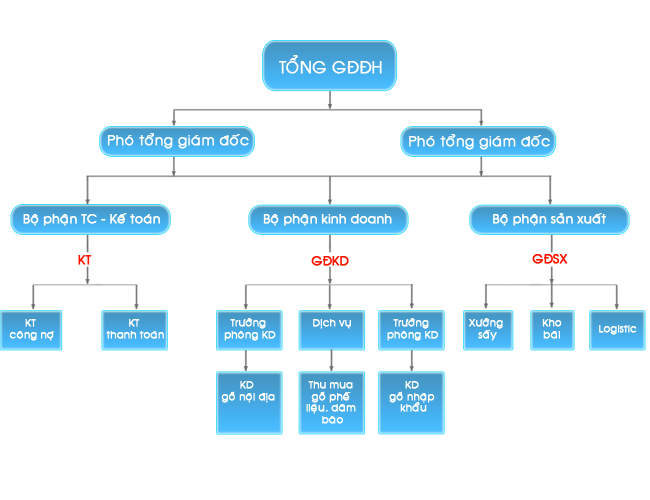 TỔNG GĐĐH
Phó tổng giám đốc
Phó tổng giám đốc
Bộ phận TC - Kế toán
Bộ phận kinh doanh
Bộ phận sản xuất
KT
GĐKD
GĐSX
KT
công nợ
KT
thanh toán
Trưởng
phòng KD
Dịch vụ
Trưởng
phòng KD
Xưởng
sấy
Kho
bãi
Logistic
KD
gỗ nội địa
Thu mua
gỗ phế
liệu, dăm
bào
KD
gỗ nhập
khẩu